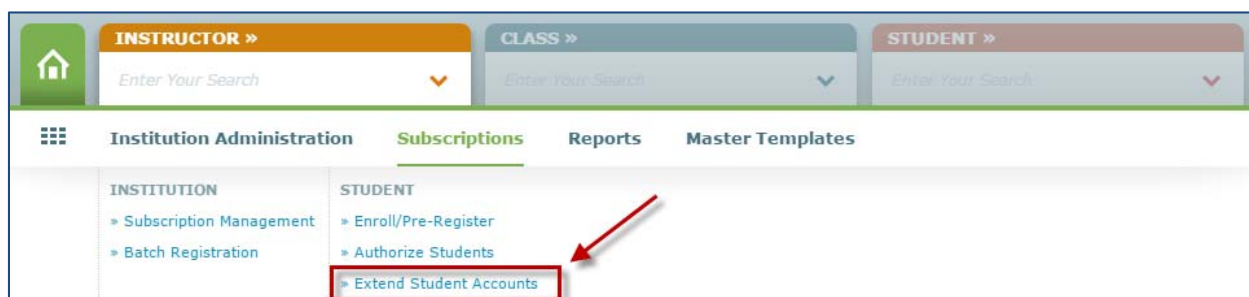 INSTRUCTOR » CLASS » STUDENT »
Enter Your Search Enter Your Search Enter Your Search
Institution Administration Subscriptions Reports Master Templates
INSTITUTION STUDENT
» Subscription Management » Enroll/Pre-Register
» Batch Registration » Authorize Students
» Extend Student Accounts